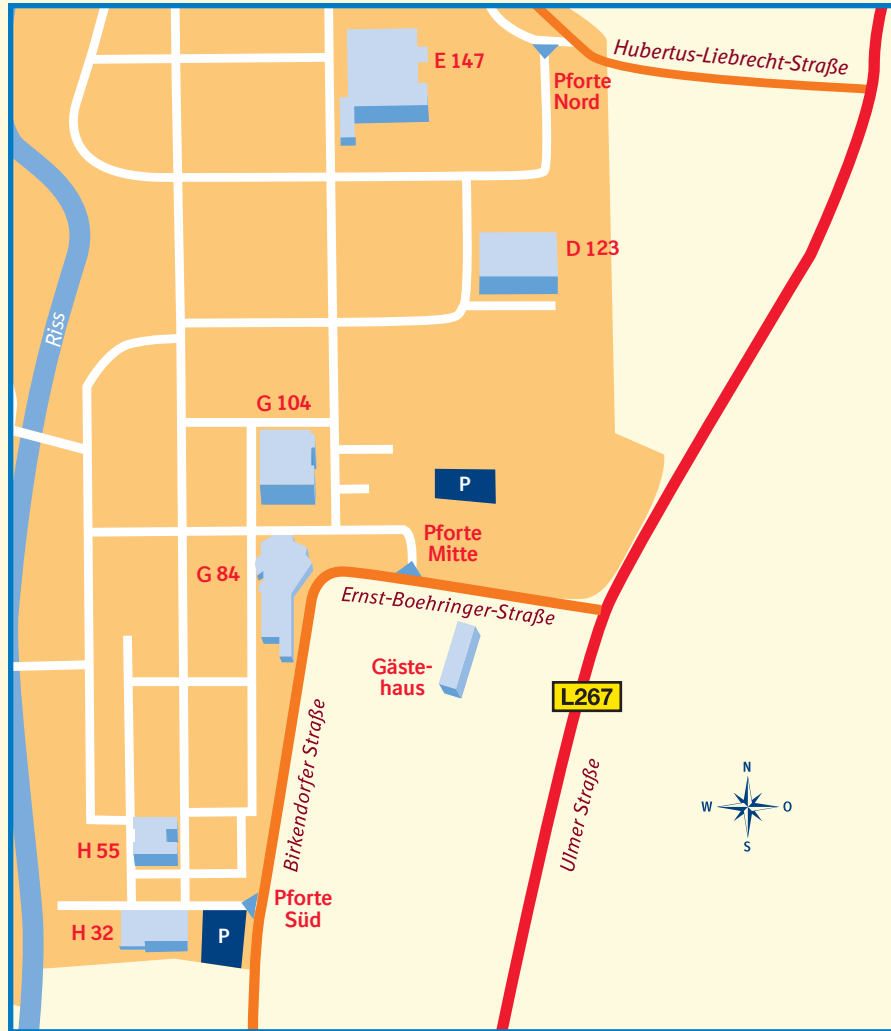 Hubertus-Liebrecht-Straße
E 147
Pforte
Nord
D 123
Riss
G 104
P
Pforte
Mitte
G 84
Ernst-Boehringer-Straße
Gäste-
haus
L267
Birkendorfer Straße
Ulmer Straße
N
W
O
S
H 55
Pforte
Süd
H 32
P